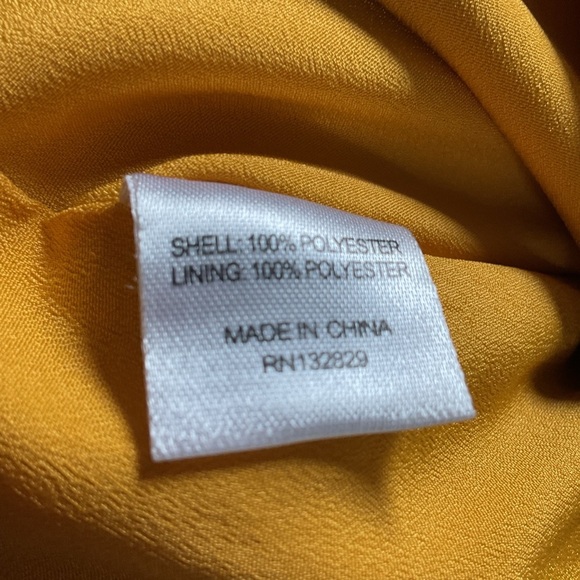 SHELL: 100% POLYESTER
LINING: 100% POLYESTER
MADE IN CHINA
RN132829